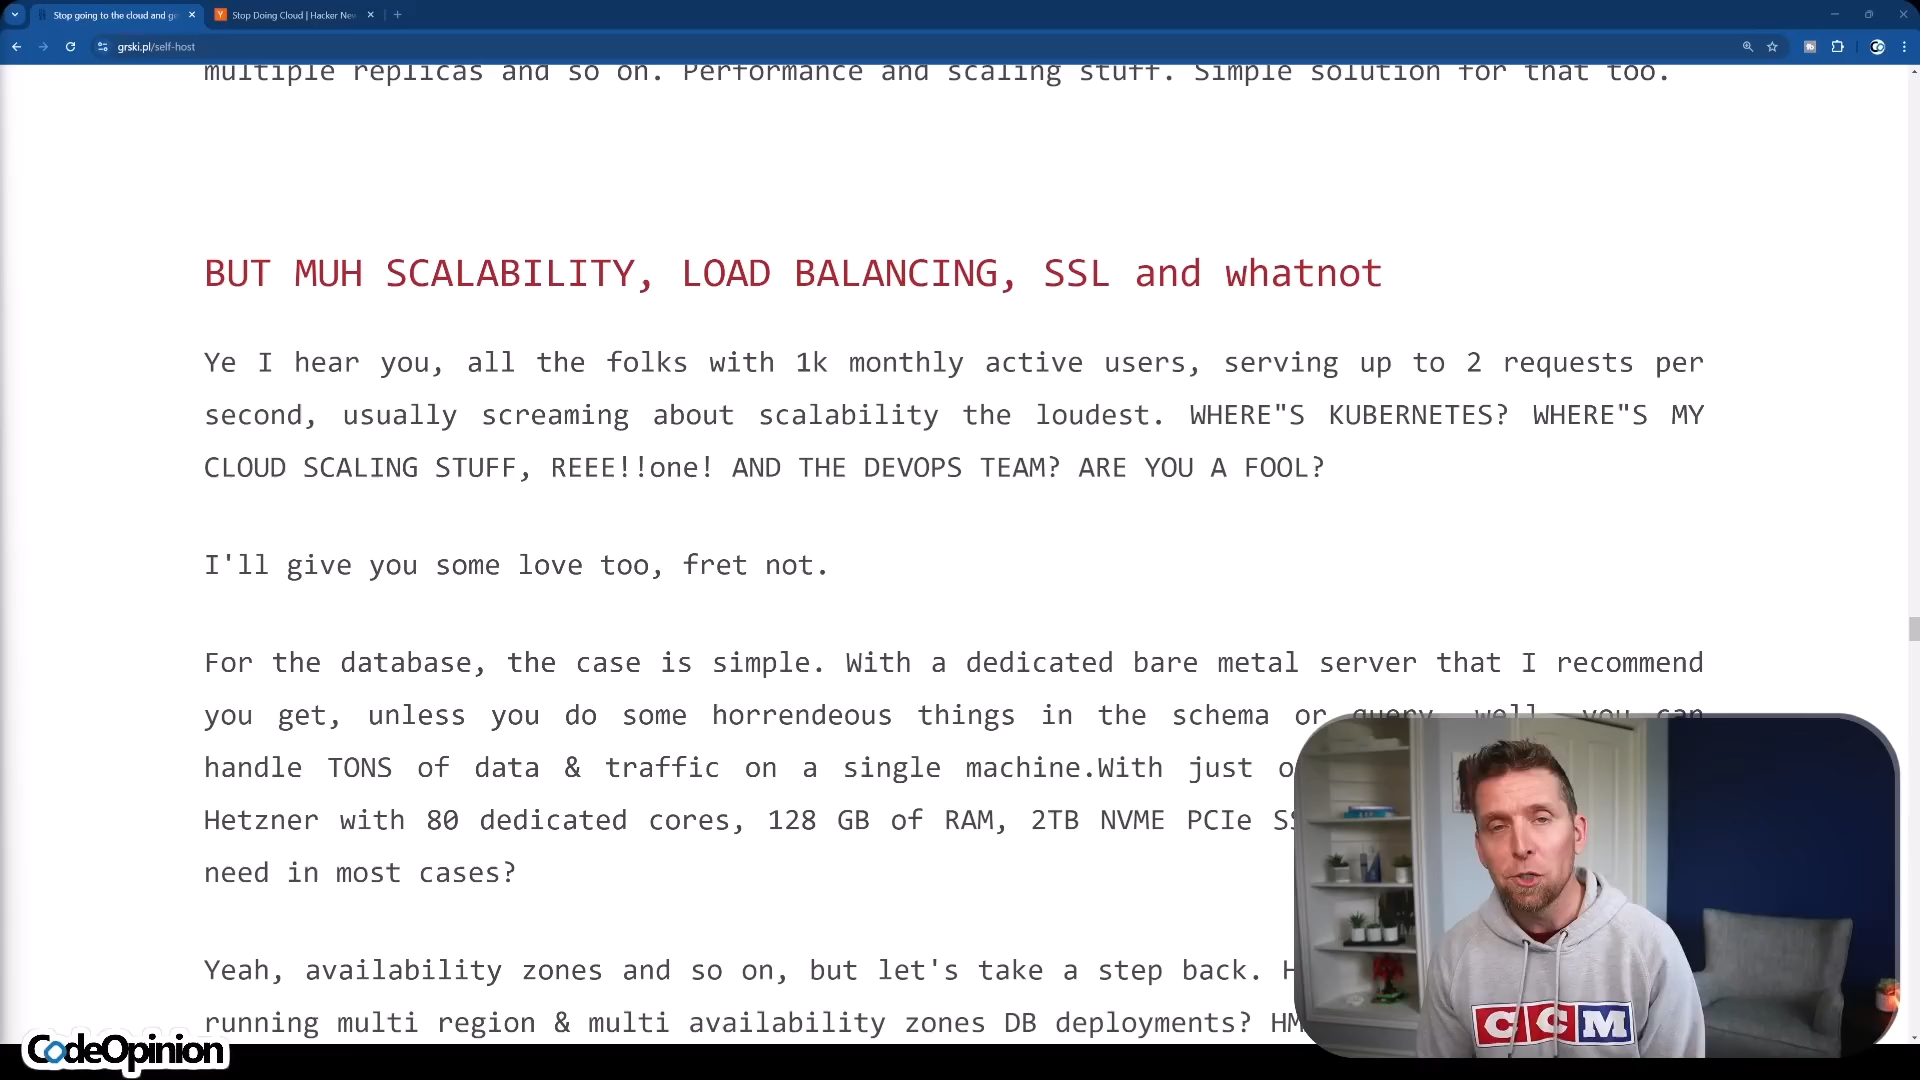 Stop going to the cloud and g
Stop Doing Cloud | Hacker New
grski.pl/self-host
multiple replicas and so on. Performance and scaling stuff. Simple solution for that too.
BUT MUH SCALABILITY, LOAD BALANCING, SSL and whatnot
Ye I hear you, all the folks with 1k monthly active users, serving up to 2 requests per
second, usually screaming about scalability the loudest. WHERE"S KUBERNETES? WHERE"S MY
CLOUD SCALING STUFF, REEE!!one! AND THE DEVOPS TEAM? ARE YOU A FOOL?
I'll give you some love too, fret not.
For the database, the case is simple. With a dedicated bare metal server that I recommend
you get, unless you do some horrendeous things in the schema or query, well, you can
handle TONS of data & traffic on a single machine.With just o
Hetzner with 80 dedicated cores, 128 GB of RAM, 2TB NVME PCIe SS
need in most cases?
Yeah, availability zones and so on, but let's take a step back. H
running multi region & multi availability zones DB deployments? HM
CCM
CodeOpinion